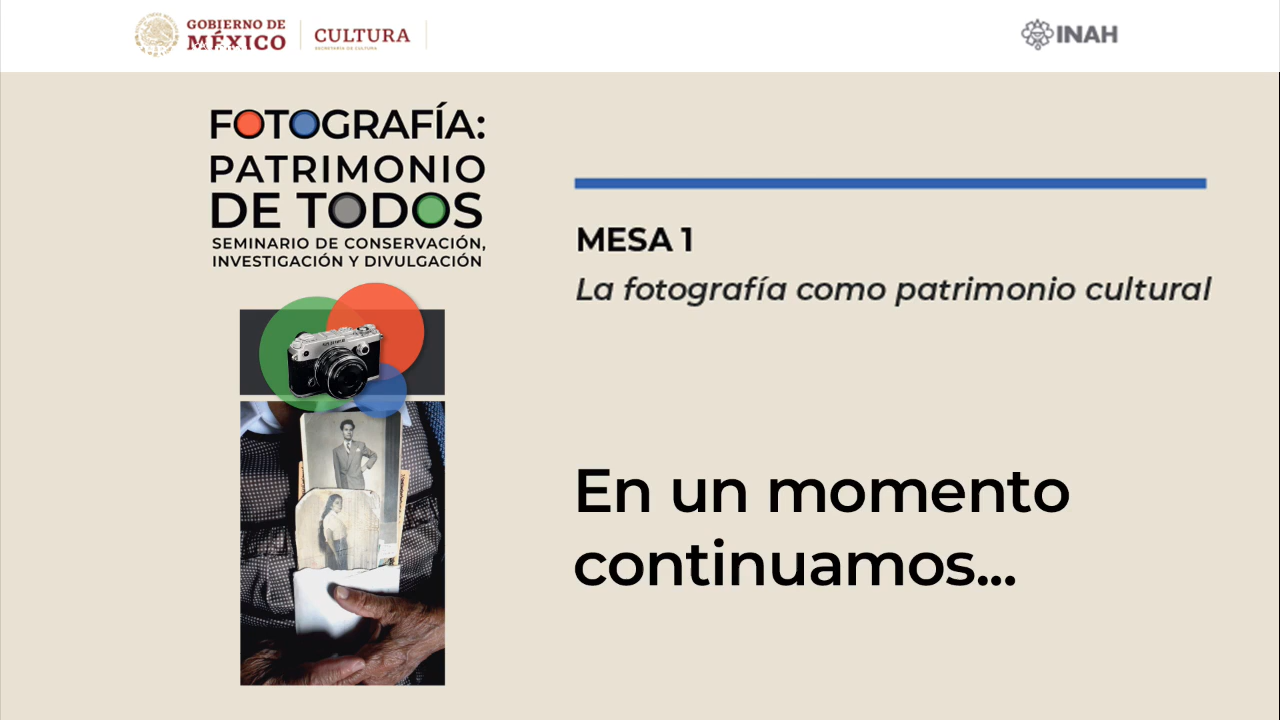 GOBIERNO DE
MÉXICO
CULTURA
SECRETARÍA DE CULTURA
INAH
FOTOGRAFÍA:
PATRIMONIO
DE TODOS
SEMINARIO DE CONSERVACIÓN,
INVESTIGACIÓN Y DIVULGACIÓN
MESA 1
La fotografía como patrimonio cultural
En un momento
continuamos...